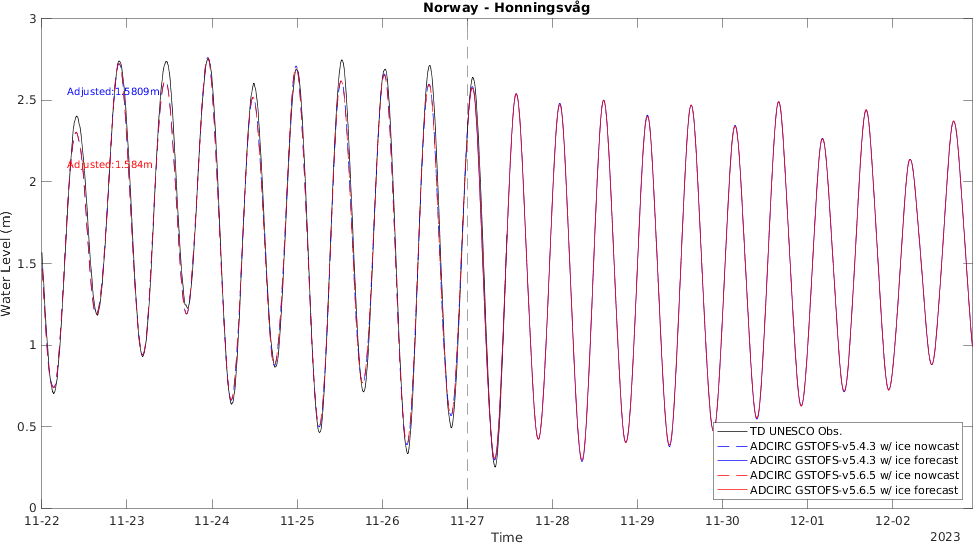 Norway - Honningsvåg
3
2.5
2
1.5
1
0.5
0
Water Level (m)
Adjusted:1.5809m
Adjusted:1.584m
TD UNESCO Obs.
ADCIRC GSTOFS-v5.4.3 w/ ice nowcast
ADCIRC GSTOFS-v5.4.3 w/ ice forecast
ADCIRC GSTOFS-v5.6.5 w/ ice nowcast
ADCIRC GSTOFS-v5.6.5 w/ ice forecast
11-22 11-23 11-24 11-25 11-26 11-27 11-28 11-29 11-30 12-01 12-02
Time
2023